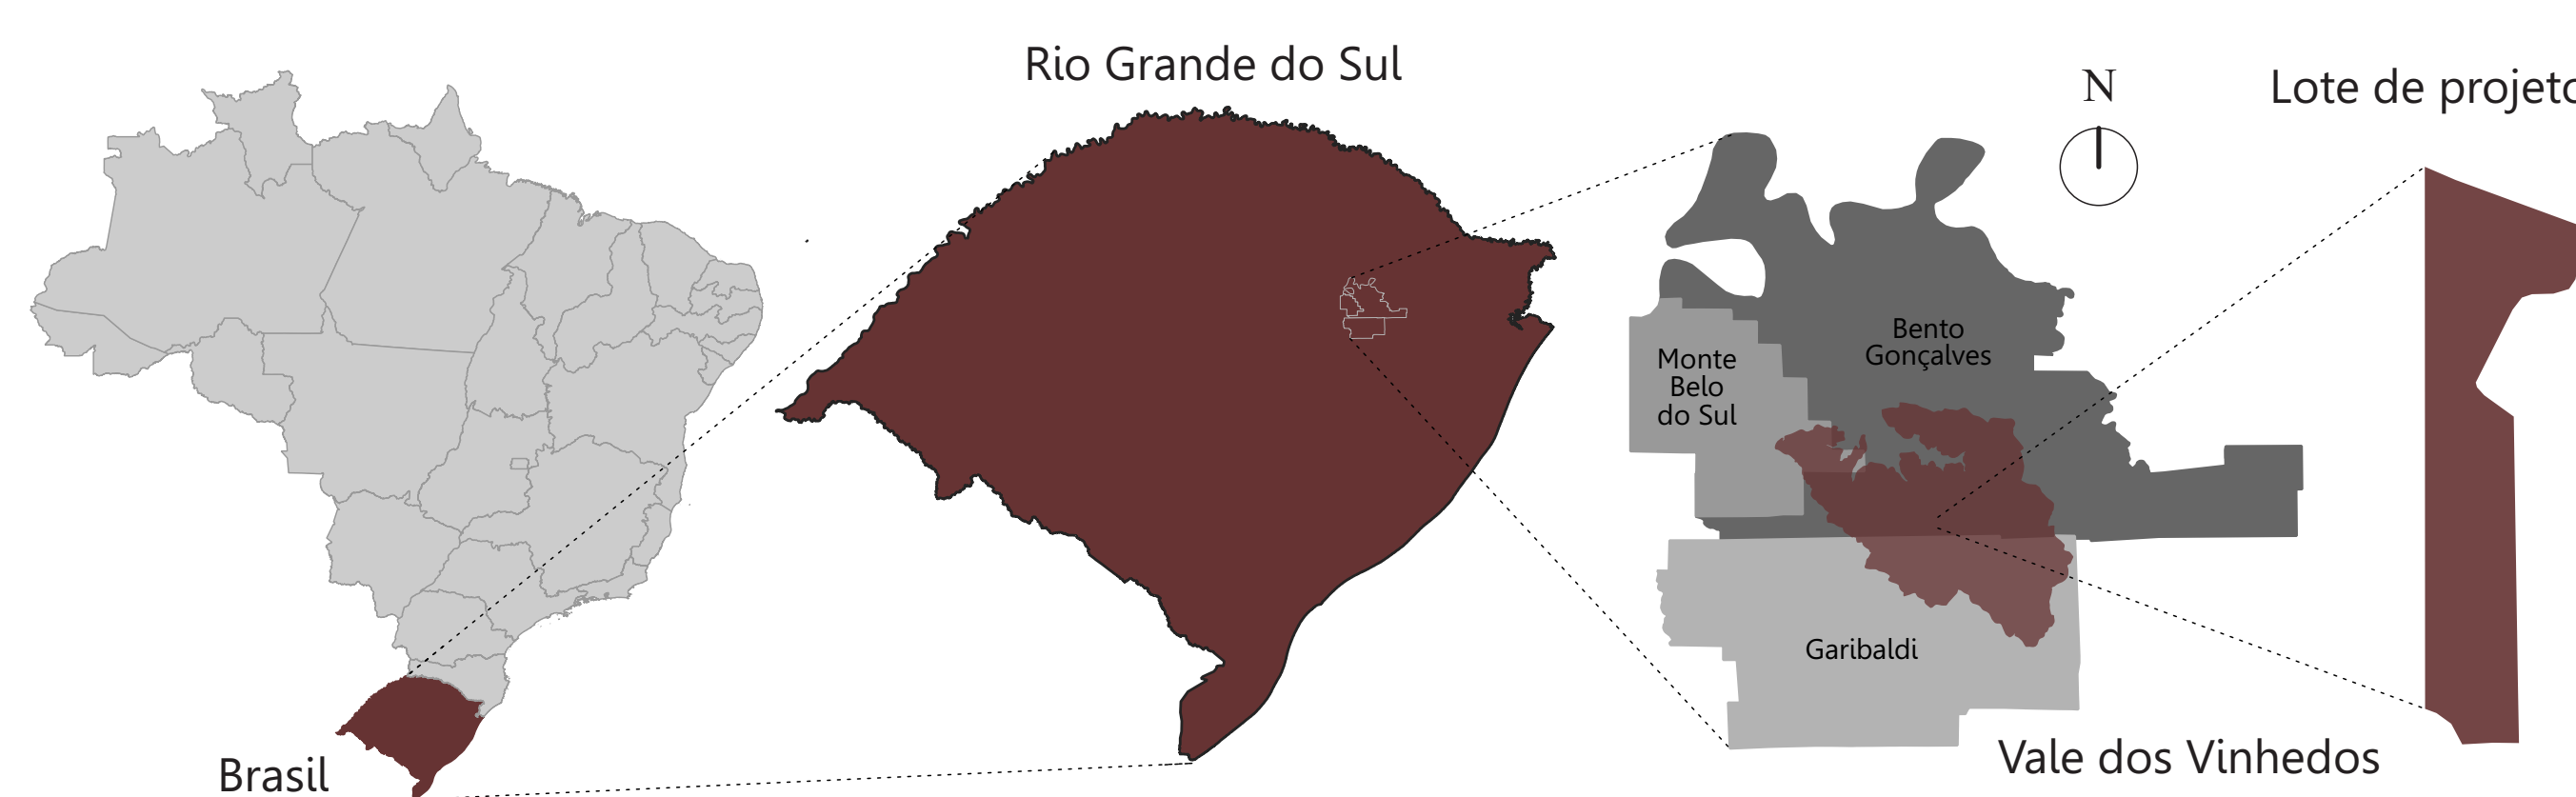 Rio Grande do Sul
N
Lote de projeto
Bento
Gonçalves
Monte
Belo
do Sul
Garibaldi
Vale dos Vinhedos
Brasil